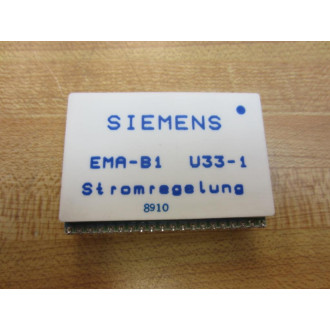 SIEMENS
EMA-B1 U33-1
Stromregelung
8910